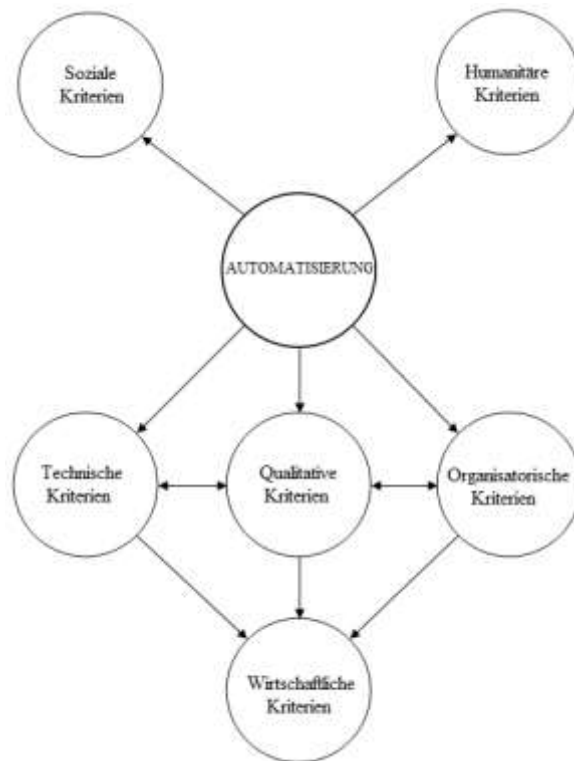 Soziale
Kriterien
Humanitäre
Kriterien
AUTOMATISIERUNG
Technische
Kriterien
Qualitative
Kriterien
Organisatorische
Kriterien
Wirtschaftliche
Kriterien